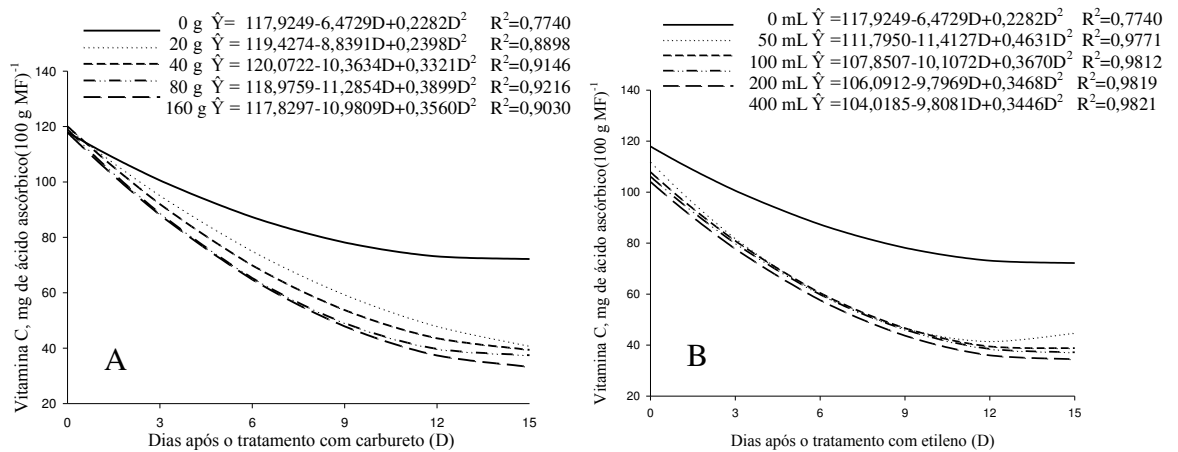 0 g Ŷ= 117,9249-6,4729D+0,2282D² R²=0,7740
20 g Ŷ = 119,4274-8,8391D+0,2398D² R²=0,8898
40 g Ŷ = 120,0722-10,3634D+0,3321D² R²=0,9146
80 g Ŷ = 118,9759-11,2854D+0,3899D² R²=0,9216
160 g Ŷ = 117,8297-10,9809D+0,3560D² R²=0,9030
Vitamina C, mg de ácido ascórbico(100 g MF)⁻¹
140
120
100
80
60
40
20
A
0 3 6 9 12 15
Dias após o tratamento com carbureto (D)
0 mL Ŷ =117,9249-6,4729D+0,2282D² R²=0,7740
50 mL Ŷ =111,7950-11,4127D+0,4631D² R²=0,9771
100 mL Ŷ =107,8507-10,1072D+0,3670D² R²=0,9812
200 mL Ŷ =106,0912-9,7969D+0,3468D² R²=0,9819
400 mL Ŷ =104,0185-9,8081D+0,3446D² R²=0,9821
Vitamina C, mg de ácido ascórbico(100 g MF)⁻¹
140
120
100
80
60
40
20
B
0 3 6 9 12 15
Dias após o tratamento com etileno (D)